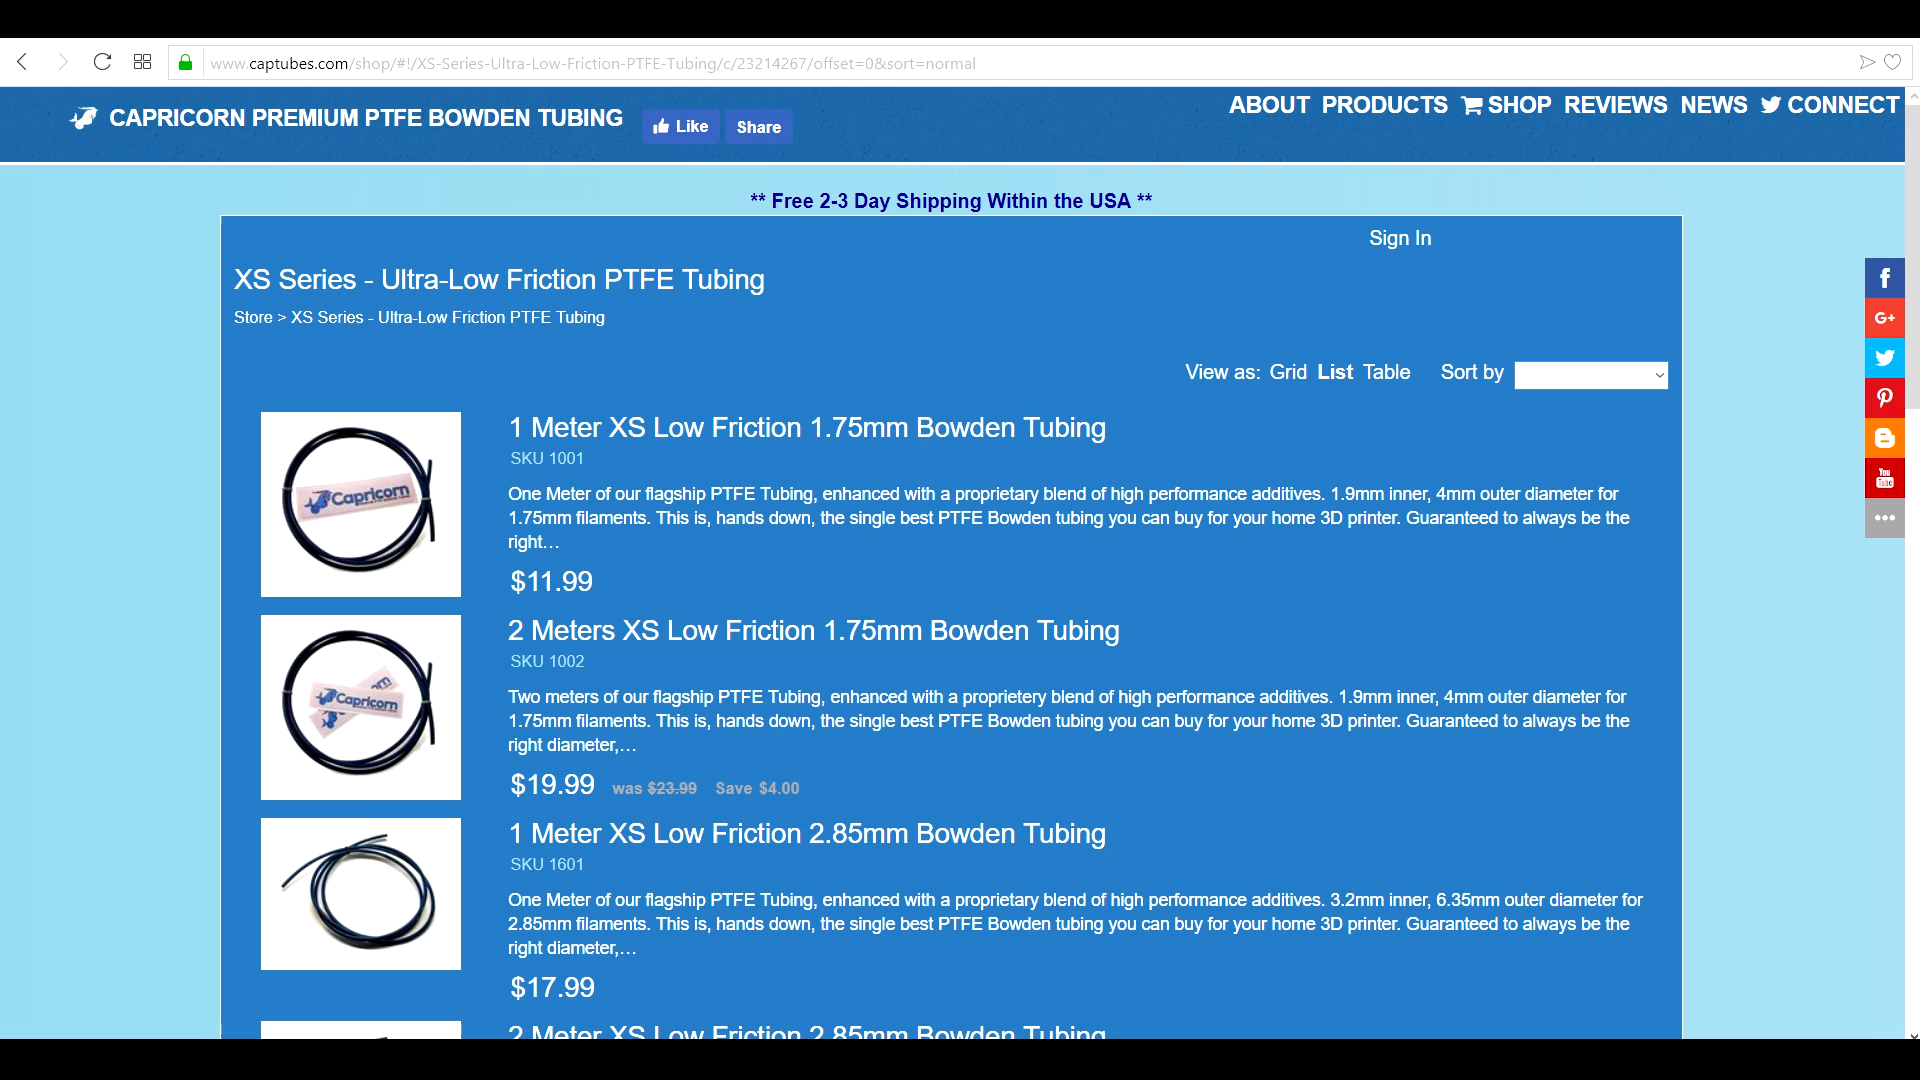 www.captubes.com/shop/#!/XS-Series-Ultra-Low-Friction-PTFE-Tubing/c/23214267/offset=0&sort=normal
CAPRICORN PREMIUM PTFE BOWDEN TUBING
Like
Share
ABOUT PRODUCTS SHOP REVIEWS NEWS CONNECT
** Free 2-3 Day Shipping Within the USA **
Sign In
XS Series - Ultra-Low Friction PTFE Tubing
Store > XS Series - Ultra-Low Friction PTFE Tubing
View as: Grid List Table Sort by
Capricorn
1 Meter XS Low Friction 1.75mm Bowden Tubing
SKU 1001
One Meter of our flagship PTFE Tubing, enhanced with a proprietary blend of high performance additives. 1.9mm inner, 4mm outer diameter for
1.75mm filaments. This is, hands down, the single best PTFE Bowden tubing you can buy for your home 3D printer. Guaranteed to always be the
right…
$11.99
Capricorn
2 Meters XS Low Friction 1.75mm Bowden Tubing
SKU 1002
Two meters of our flagship PTFE Tubing, enhanced with a proprietery blend of high performance additives. 1.9mm inner, 4mm outer diameter for
1.75mm filaments. This is, hands down, the single best PTFE Bowden tubing you can buy for your home 3D printer. Guaranteed to always be the
right diameter,…
$19.99 was $23.99 Save $4.00
1 Meter XS Low Friction 2.85mm Bowden Tubing
SKU 1601
One Meter of our flagship PTFE Tubing, enhanced with a proprietary blend of high performance additives. 3.2mm inner, 6.35mm outer diameter for
2.85mm filaments. This is, hands down, the single best PTFE Bowden tubing you can buy for your home 3D printer. Guaranteed to always be the
right diameter,…
$17.99
2 Meter XS Low Friction 2.85mm Bowden Tubing
G+
You
Tube